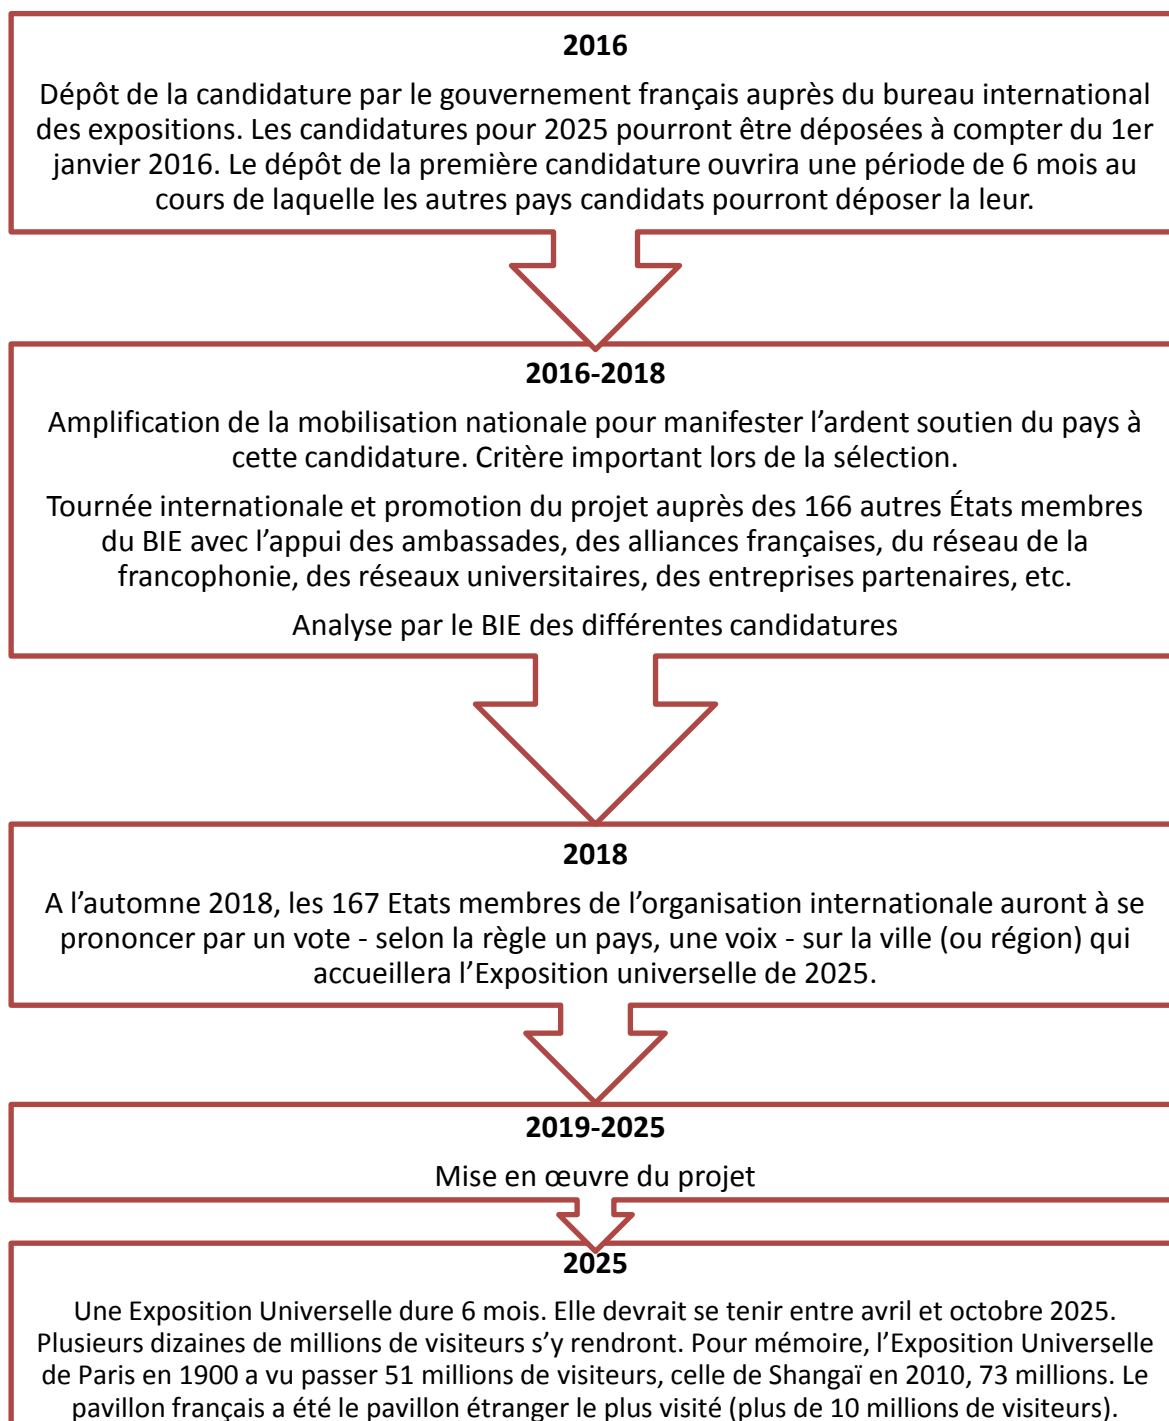 2016
Dépôt de la candidature par le gouvernement français auprès du bureau international
des expositions. Les candidatures pour 2025 pourront être déposées à compter du 1er
janvier 2016. Le dépôt de la première candidature ouvrira une période de 6 mois au
cours de laquelle les autres pays candidats pourront déposer la leur.
2016-2018
Amplification de la mobilisation nationale pour manifester l’ardent soutien du pays à
cette candidature. Critère important lors de la sélection.
Tournée internationale et promotion du projet auprès des 166 autres États membres
du BIE avec l’appui des ambassades, des alliances françaises, du réseau de la
francophonie, des réseaux universitaires, des entreprises partenaires, etc.
Analyse par le BIE des différentes candidatures
2018
A l’automne 2018, les 167 Etats membres de l’organisation internationale auront à se
prononcer par un vote - selon la règle un pays, une voix - sur la ville (ou région) qui
accueillera l’Exposition universelle de 2025.
2019-2025
Mise en œuvre du projet
2025
Une Exposition Universelle dure 6 mois. Elle devrait se tenir entre avril et octobre 2025.
Plusieurs dizaines de millions de visiteurs s’y rendront. Pour mémoire, l’Exposition Universelle
de Paris en 1900 a vu passer 51 millions de visiteurs, celle de Shangaï en 2010, 73 millions. Le
pavillon français a été le pavillon étranger le plus visité (plus de 10 millions de visiteurs).